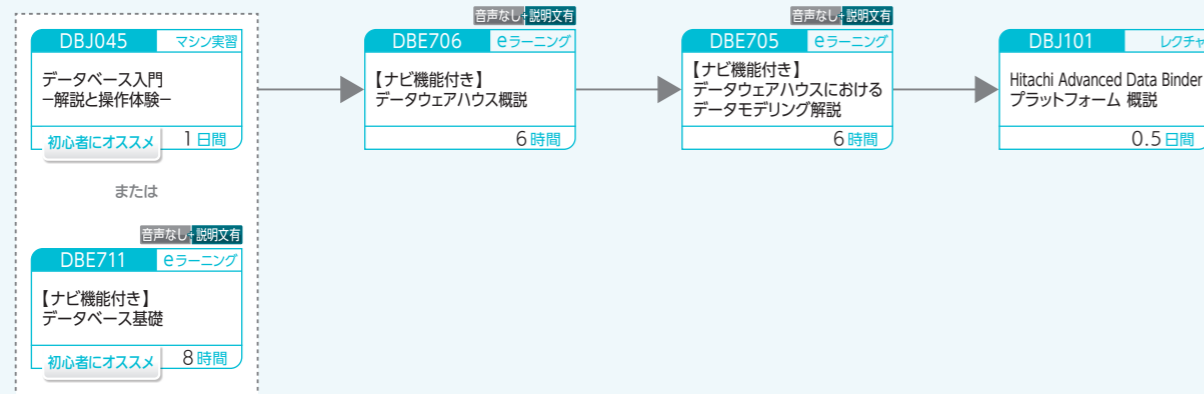 DBJ045 マシン実習
データベース入門
−解説と操作体験−
初心者にオススメ 1日間
または
音声なし+説明文有
DBE711 eラーニング
【ナビ機能付き】
データベース基礎
初心者にオススメ 8時間
音声なし+説明文有
DBE706 eラーニング
【ナビ機能付き】
データウェアハウス概説
6時間
音声なし+説明文有
DBE705 eラーニング
【ナビ機能付き】
データウェアハウスにおける
データモデリング解説
6時間
DBJ101 レクチャ
Hitachi Advanced Data Binder
プラットフォーム 概説
0.5日間